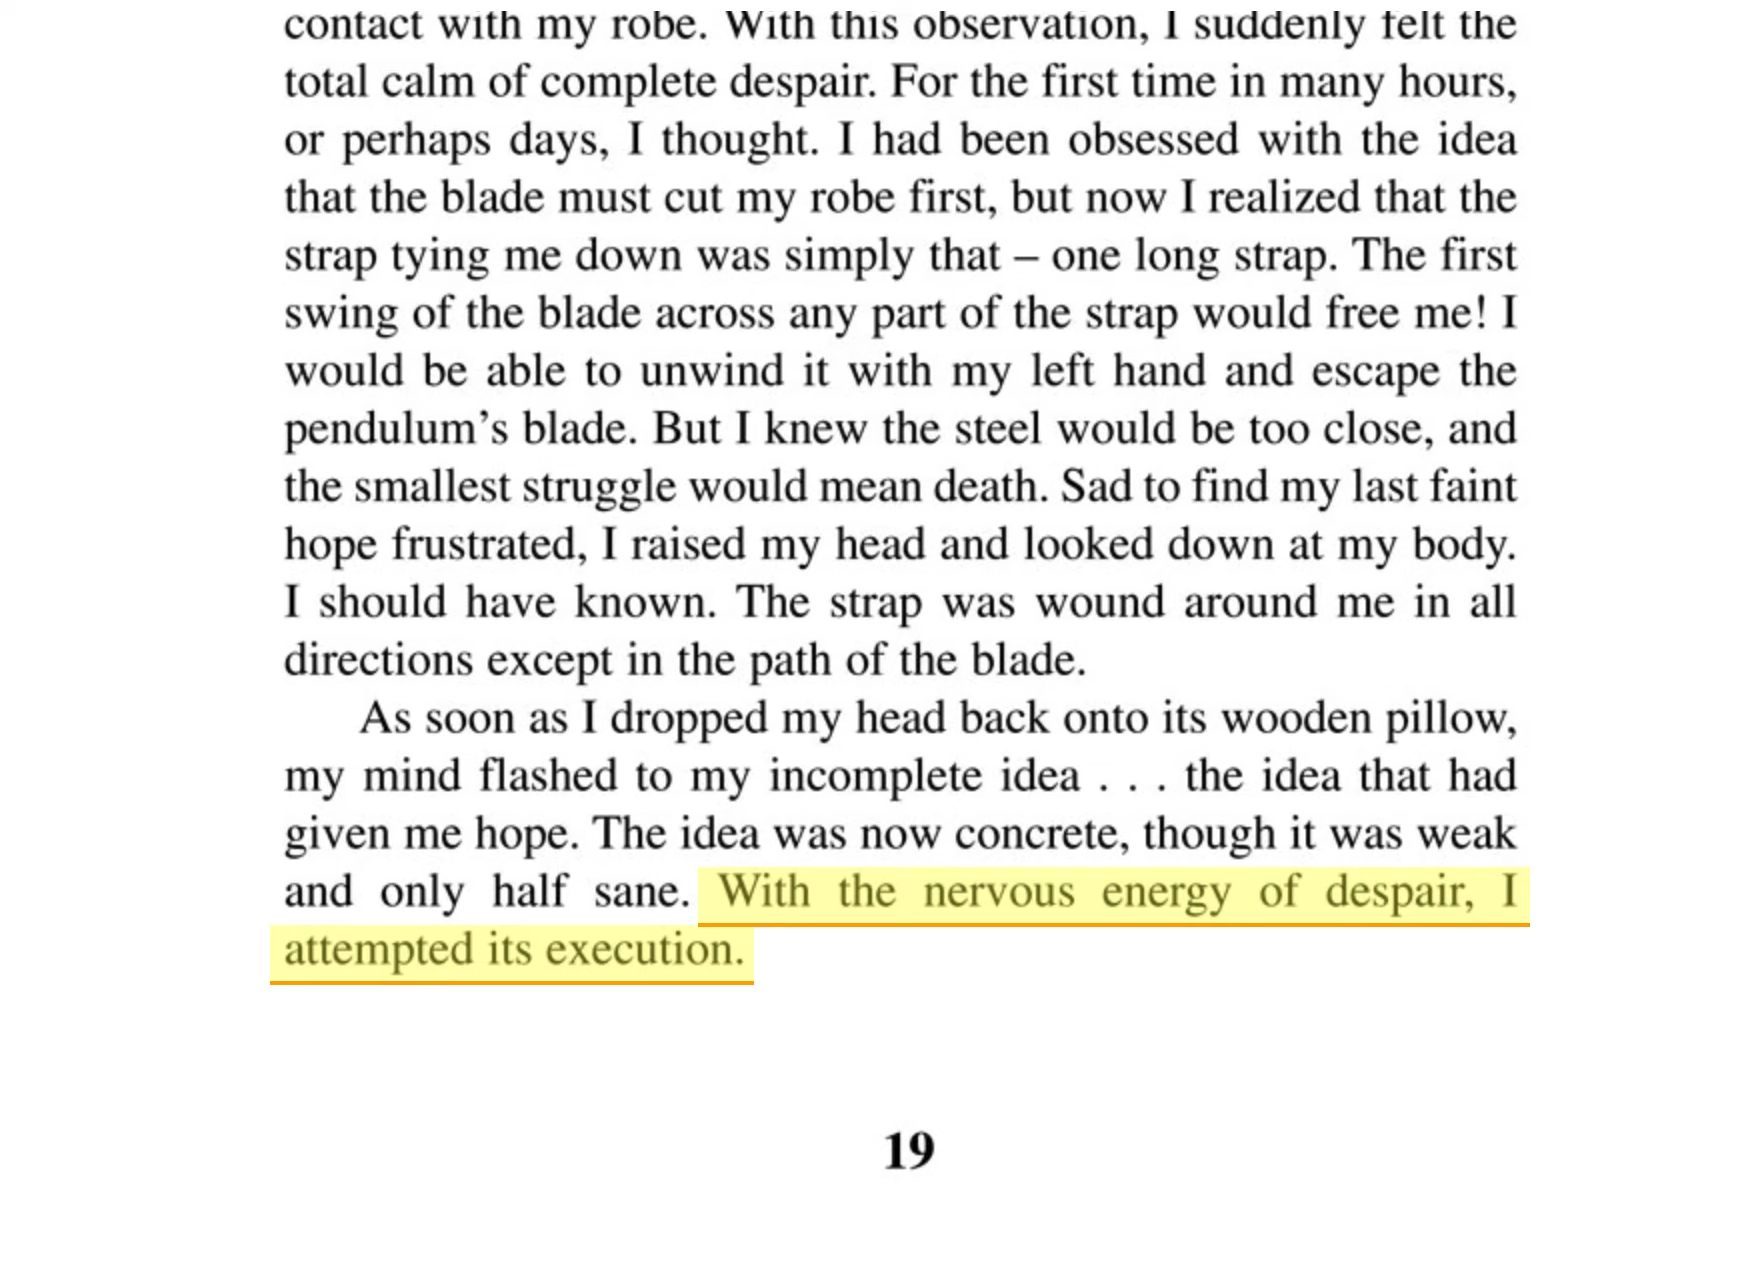 contact with my robe. With this observation, I suddenly felt the
total calm of complete despair. For the first time in many hours,
or perhaps days, I thought. I had been obsessed with the idea
that the blade must cut my robe first, but now I realized that the
strap tying me down was simply that – one long strap. The first
swing of the blade across any part of the strap would free me! I
would be able to unwind it with my left hand and escape the
pendulum’s blade. But I knew the steel would be too close, and
the smallest struggle would mean death. Sad to find my last faint
hope frustrated, I raised my head and looked down at my body.
I should have known. The strap was wound around me in all
directions except in the path of the blade.
As soon as I dropped my head back onto its wooden pillow,
my mind flashed to my incomplete idea . . . the idea that had
given me hope. The idea was now concrete, though it was weak
and only half sane. With the nervous energy of despair, I
attempted its execution.
19